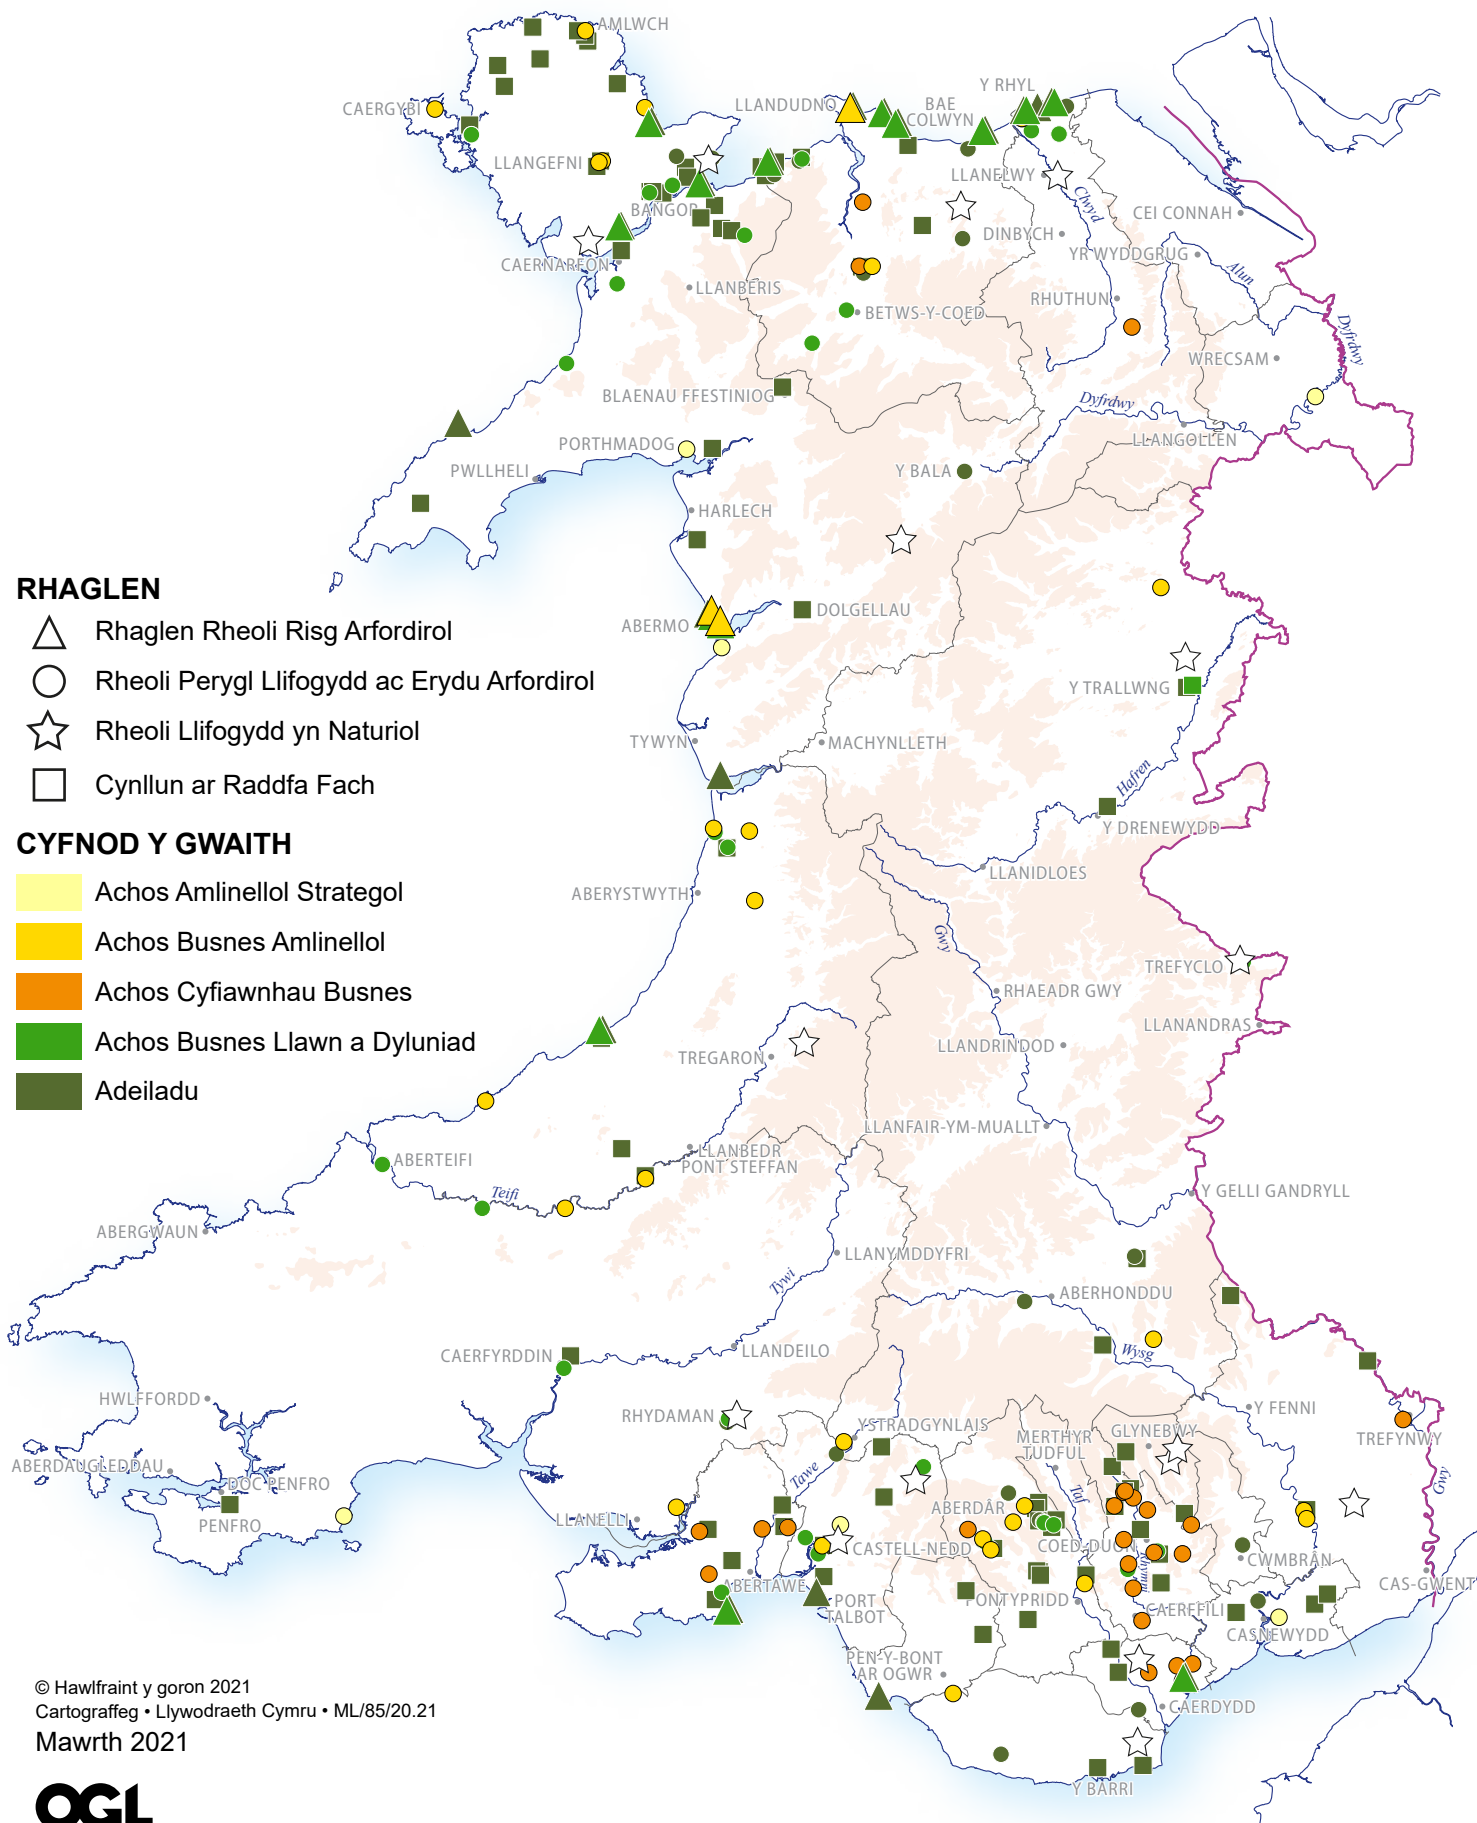 AMLWCH
CAERGYBI
LLANDUDNO
BAE
COLWYN
Y RHYL
LLANGEFNI
LLANELWY
BANGOR
Clwyd
CEI CONNAH
DINBYCH
CAERNARFON
YR WYDDGRUG
Alun
LLANBERIS
RHUTHUN
BETWS-Y-COED
Dyfrdwy
WRECSAM
BLAENAU FFESTINIOG
Dyfrdwy
LLANGOLLEN
PORTHMADOG
PWLLHELI
Y BALA
HARLECH
RHAGLEN
Rhaglen Rheoli Risg Arfordirol
Rheoli Perygl Llifogydd ac Erydu Arfordirol
Rheoli Llifogydd yn Naturiol
Cynllun ar Raddfa Fach
CYFNOD Y GWAITH
Achos Amlinellol Strategol
Achos Busnes Amlinellol
Achos Cyfiawnhau Busnes
Achos Busnes Llawn a Dyluniad
Adeiladu
DOLGELLAU
ABERMO
Y TRALLWNG
TYWYN
MACHYNLLETH
Hafren
Y DRENEWYDD
LLANIDLOES
ABERYSTWYTH
Gwy
TREFYCLO
RHAEADR GWY
LLANANDRAS
LLANDRINDOD
TREGARON
LLANFAIR-YM-MUALLT
ABERTEIFI
LLANBEDR
PONT STEFFAN
Teifi
Y GELLI GANDRYLL
ABERGWAUN
LLANYMDDYFRI
Tywi
ABERHONDDU
CAERFYRDDIN
LLANDEILO
Wysg
HWLFFORDD
RHYDAMAN
YSTRADGYNLAIS
MERTHYR
TUDFUL
GLYNEBWY
Y FENNI
TREFYNWY
ABERDAUGLEDDAU
DOC PENFRO
PENFRO
Tawe
Taf
Gwy
ABERDÂR
LLANELLI
CASTELL-NEDD
COED-DUON
Rhymni
CWMBRÂN
CAS-GWENT
ABERTAWE
PORT
TALBOT
PONTYPRIDD
CAERFFILI
CASNEWYDD
PEN-Y-BONT
AR OGWR
CAERDYDD
Y BARRI
© Hawlfraint y goron 2021
Cartograffeg • Llywodraeth Cymru • ML/85/20.21
Mawrth 2021
OGL